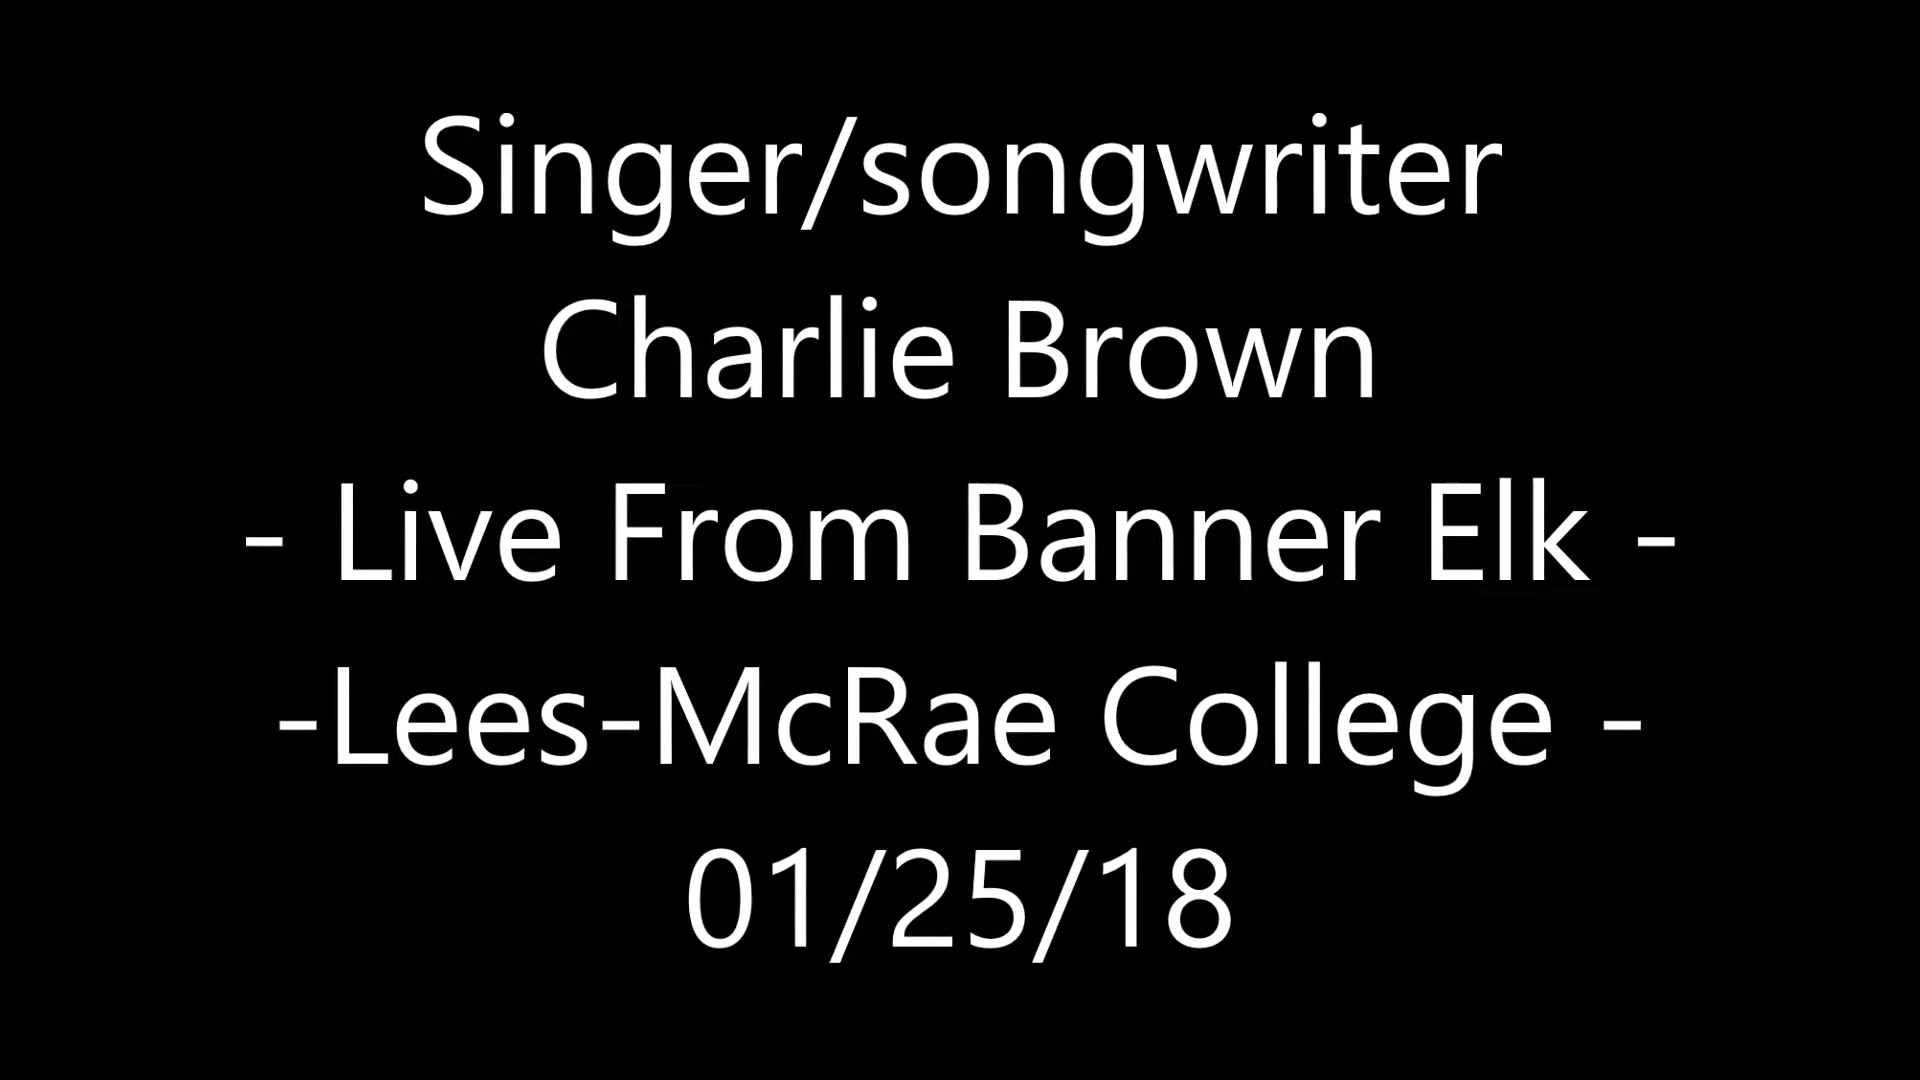 Singer/songwriter
Charlie Brown
- Live From Banner Elk -
-Lees-McRae College -
01/25/18